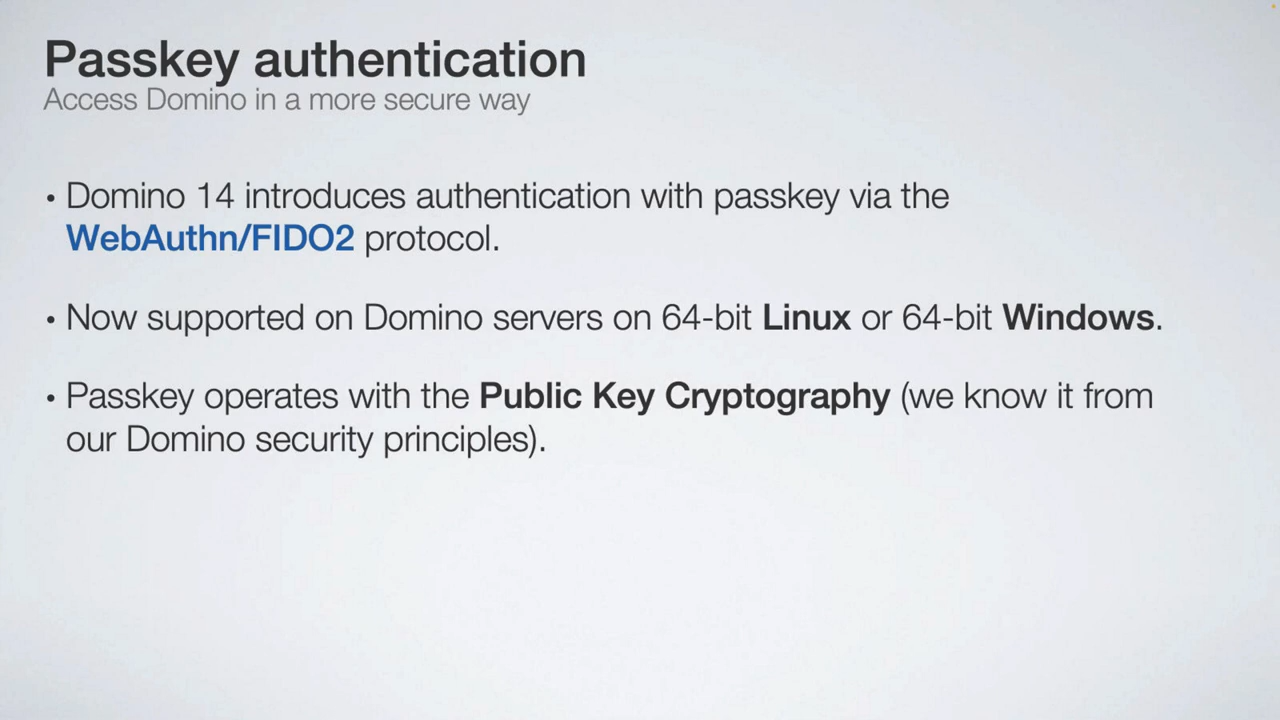 Passkey authentication
Access Domino in a more secure way
• Domino 14 introduces authentication with passkey via the
WebAuthn/FIDO2 protocol.
• Now supported on Domino servers on 64-bit Linux or 64-bit Windows.
• Passkey operates with the Public Key Cryptography (we know it from
our Domino security principles).